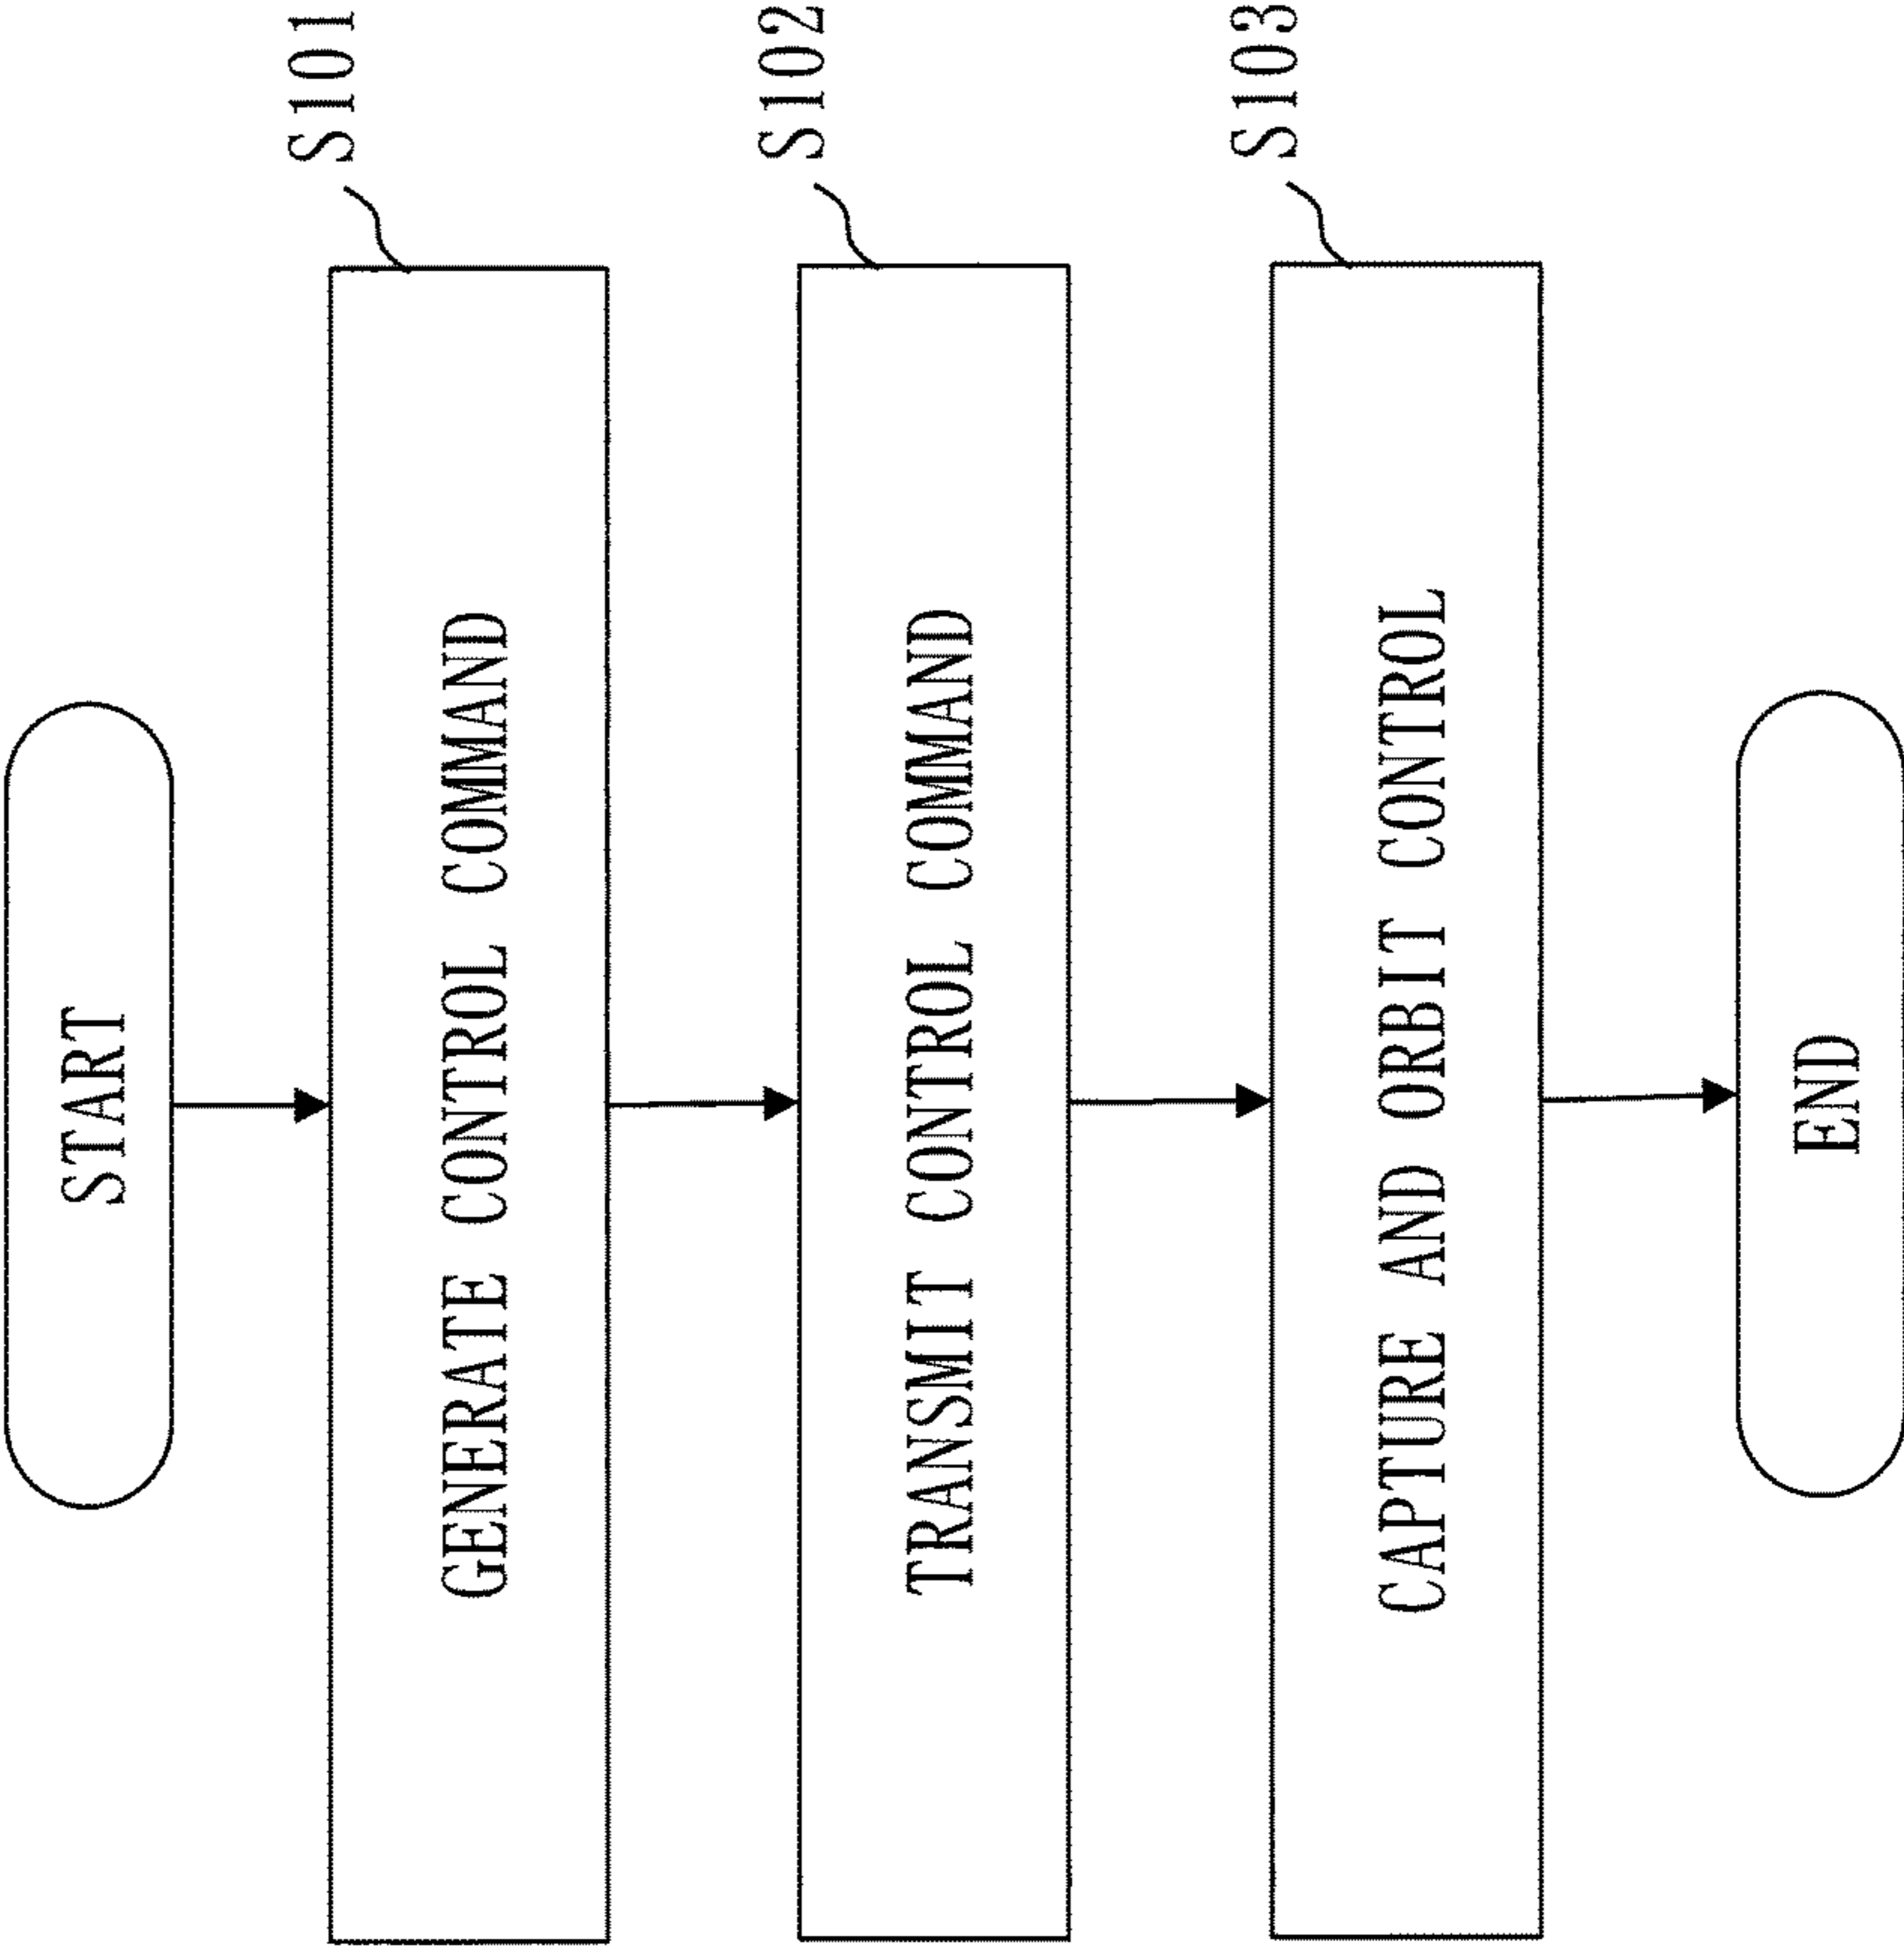 START
S101
GENERATE CONTROL COMMAND
S102
TRANSMIT CONTROL COMMAND
S103
CAPTURE AND ORBIT CONTROL
END